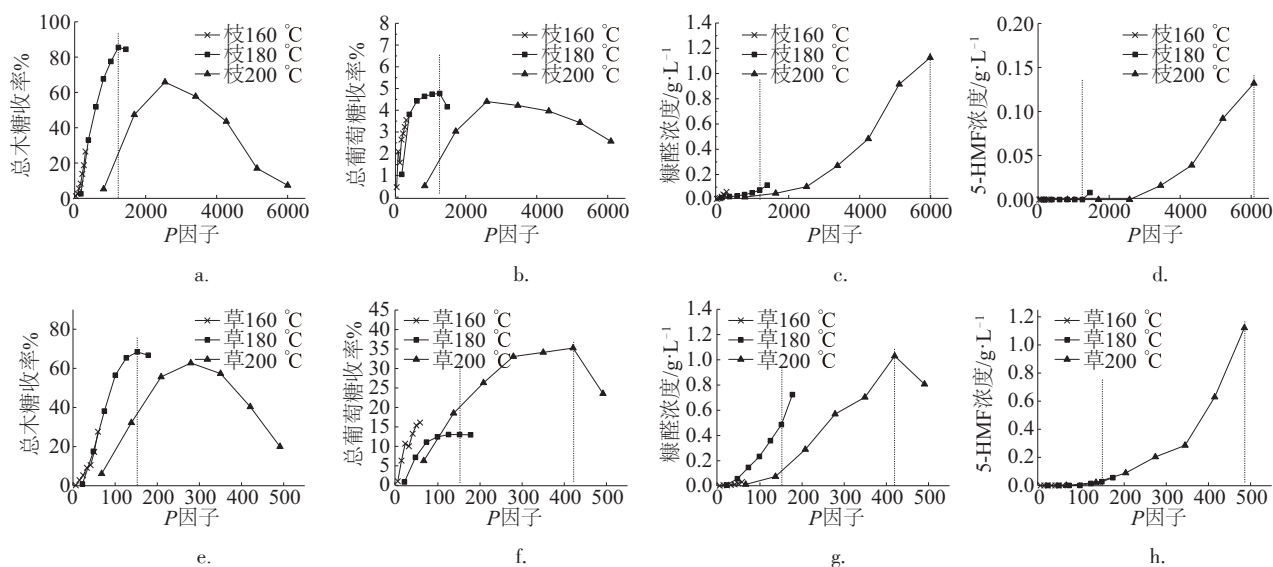 总木糖收率%
100
80
60
40
20
0
0 2000 4000 6000
P因子
枝160 ℃
枝180 ℃
枝200 ℃
a.
总葡萄糖收率%
8
7
6
5
4
3
2
1
0
0 2000 4000 6000
P因子
枝160 ℃
枝180 ℃
枝200 ℃
b.
糠醛浓度/g·L⁻¹
1.4
1.2
1.0
0.8
0.6
0.4
0.2
0.0
0 2000 4000 6000
P因子
枝160 ℃
枝180 ℃
枝200 ℃
c.
5-HMF浓度/g·L⁻¹
0.20
0.15
0.10
0.05
0.00
0 2000 4000 6000
P因子
枝160 ℃
枝180 ℃
枝200 ℃
d.
总木糖收率%
80
60
40
20
0
0 100 200 300 400 500
P因子
草160 ℃
草180 ℃
草200 ℃
e.
总葡萄糖收率%
45
35
30
25
20
15
10
5
0
0 100 200 300 400 500
P因子
草160 ℃
草180 ℃
草200 ℃
f.
糠醛浓度/g·L⁻¹
1.4
1.2
1.0
0.8
0.6
0.4
0.2
0.0
0 100 200 300 400 500
P因子
草160 ℃
草180 ℃
草200 ℃
g.
5-HMF浓度/g·L⁻¹
1.2
1.0
0.8
0.6
0.4
0.2
0.0
0 100 200 300 400 500
P因子
草160 ℃
草180 ℃
草200 ℃
h.